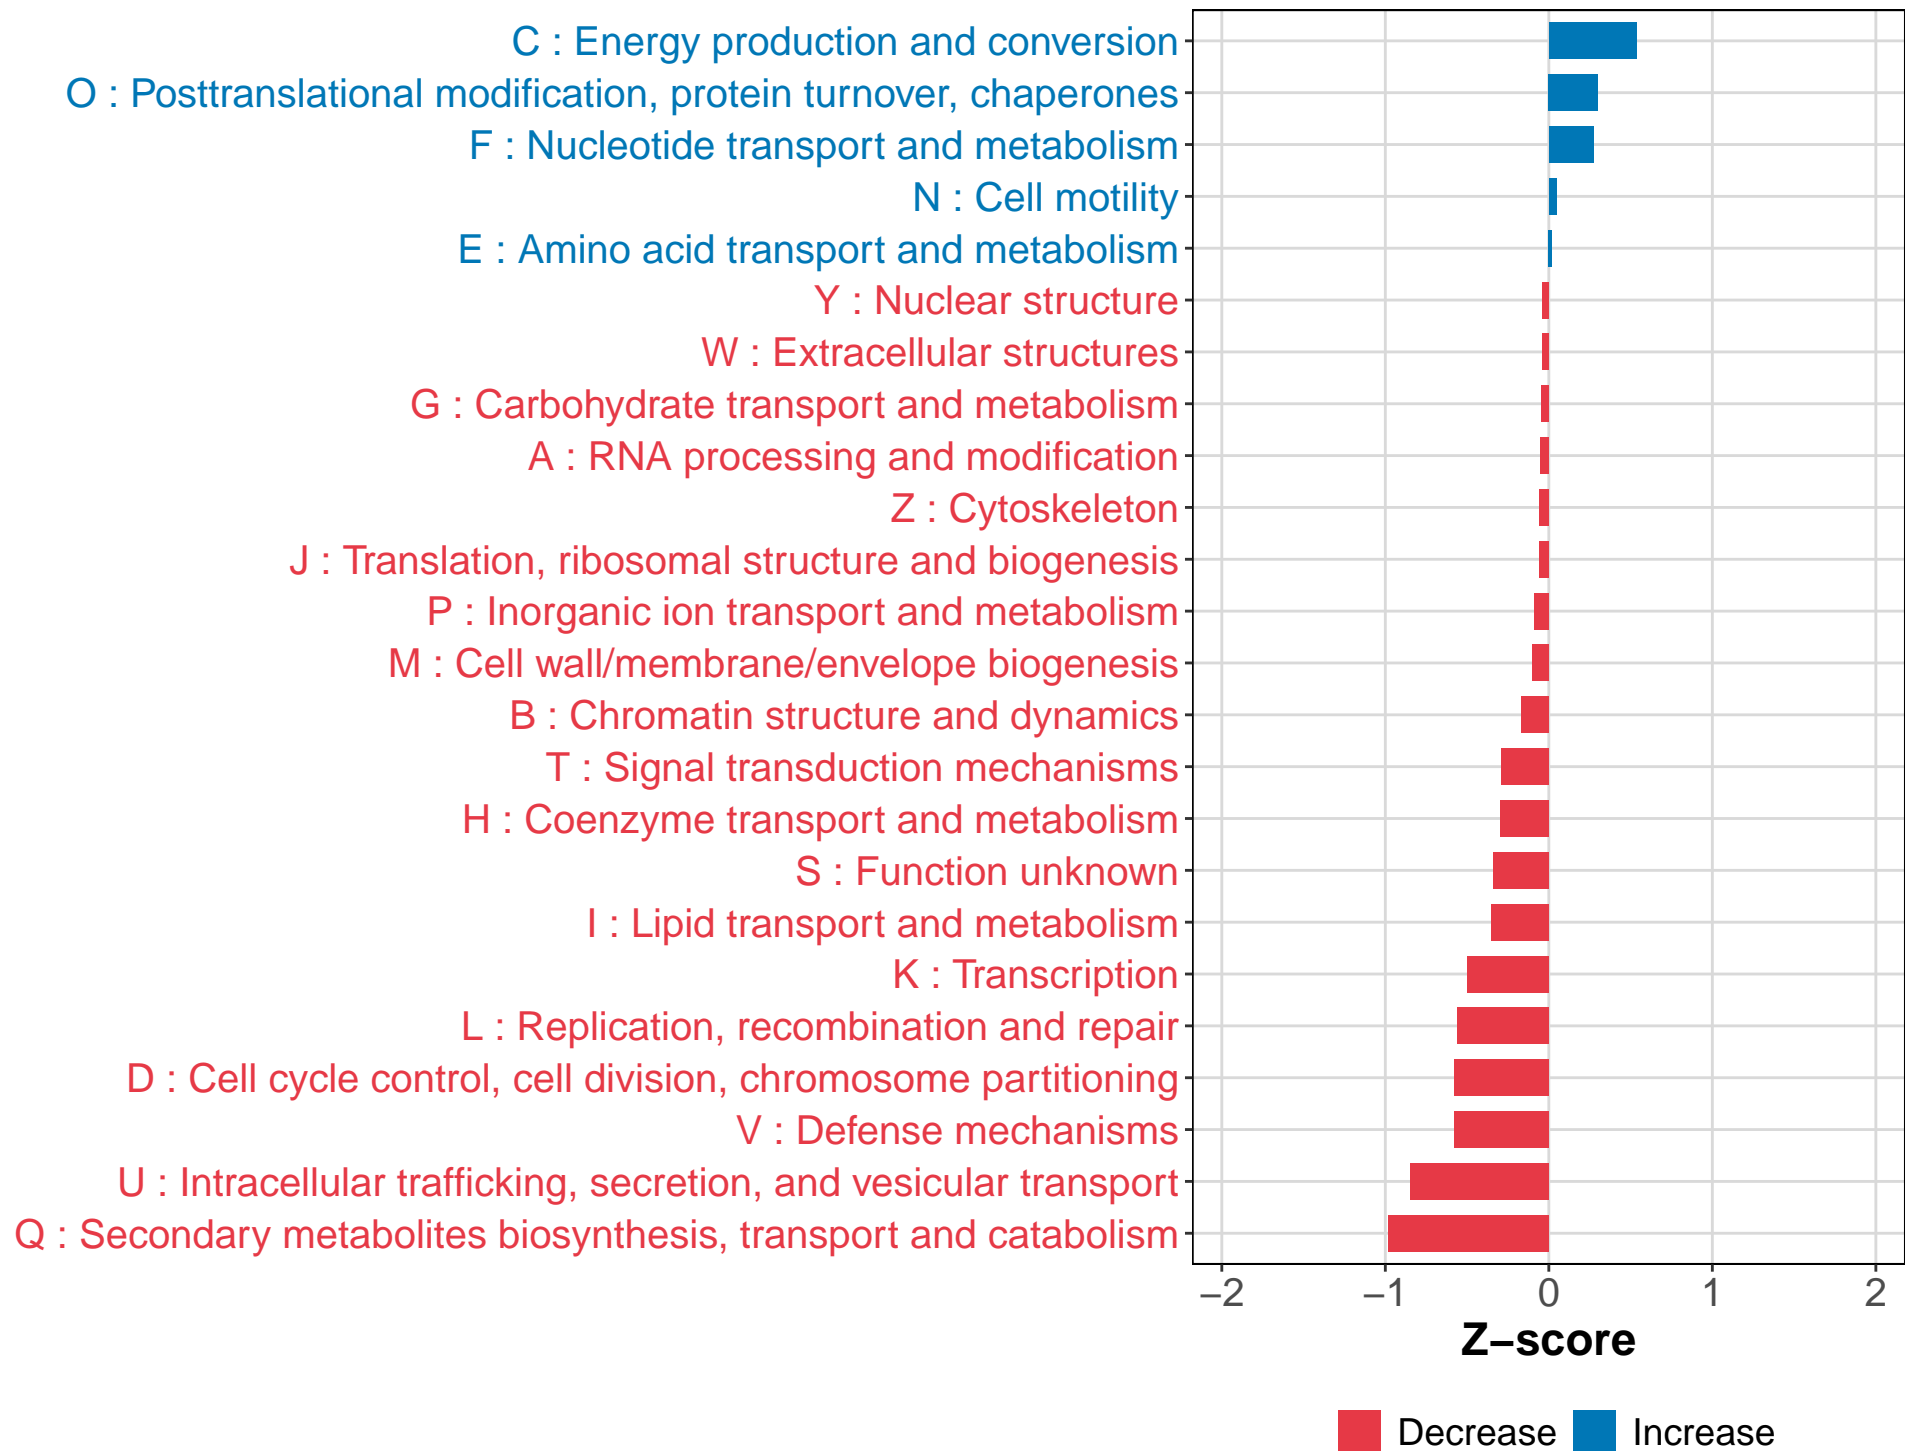 C : Energy production and conversion
O : Posttranslational modification, protein turnover, chaperones
F : Nucleotide transport and metabolism
N : Cell motility
E : Amino acid transport and metabolism
Y : Nuclear structure
W : Extracellular structures
G : Carbohydrate transport and metabolism
A : RNA processing and modification
Z : Cytoskeleton
J : Translation, ribosomal structure and biogenesis
P : Inorganic ion transport and metabolism
M : Cell wall/membrane/envelope biogenesis
B : Chromatin structure and dynamics
T : Signal transduction mechanisms
H : Coenzyme transport and metabolism
S : Function unknown
I : Lipid transport and metabolism
K : Transcription
L : Replication, recombination and repair
D : Cell cycle control, cell division, chromosome partitioning
V : Defense mechanisms
U : Intracellular trafficking, secretion, and vesicular transport
Q : Secondary metabolites biosynthesis, transport and catabolism
−2 −1 0 1 2
Z−score
Decrease Increase